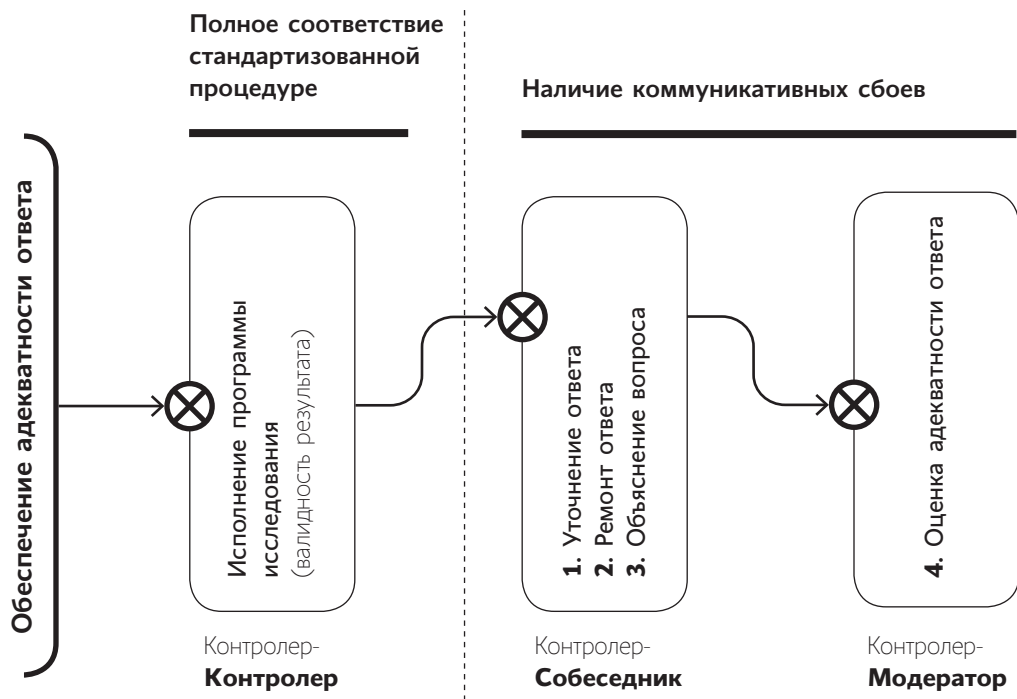 Полное соответствие
стандартизованной
процедуре
Наличие коммуникативных сбоев
Обеспечение адекватности ответа
Исполнение программы
исследования
(валидность результата)
1. Уточнение ответа
2. Ремонт ответа
3. Объяснение вопроса
4. Оценка адекватности ответа
Контролер-
Контролер
Контролер-
Собеседник
Контролер-
Модератор